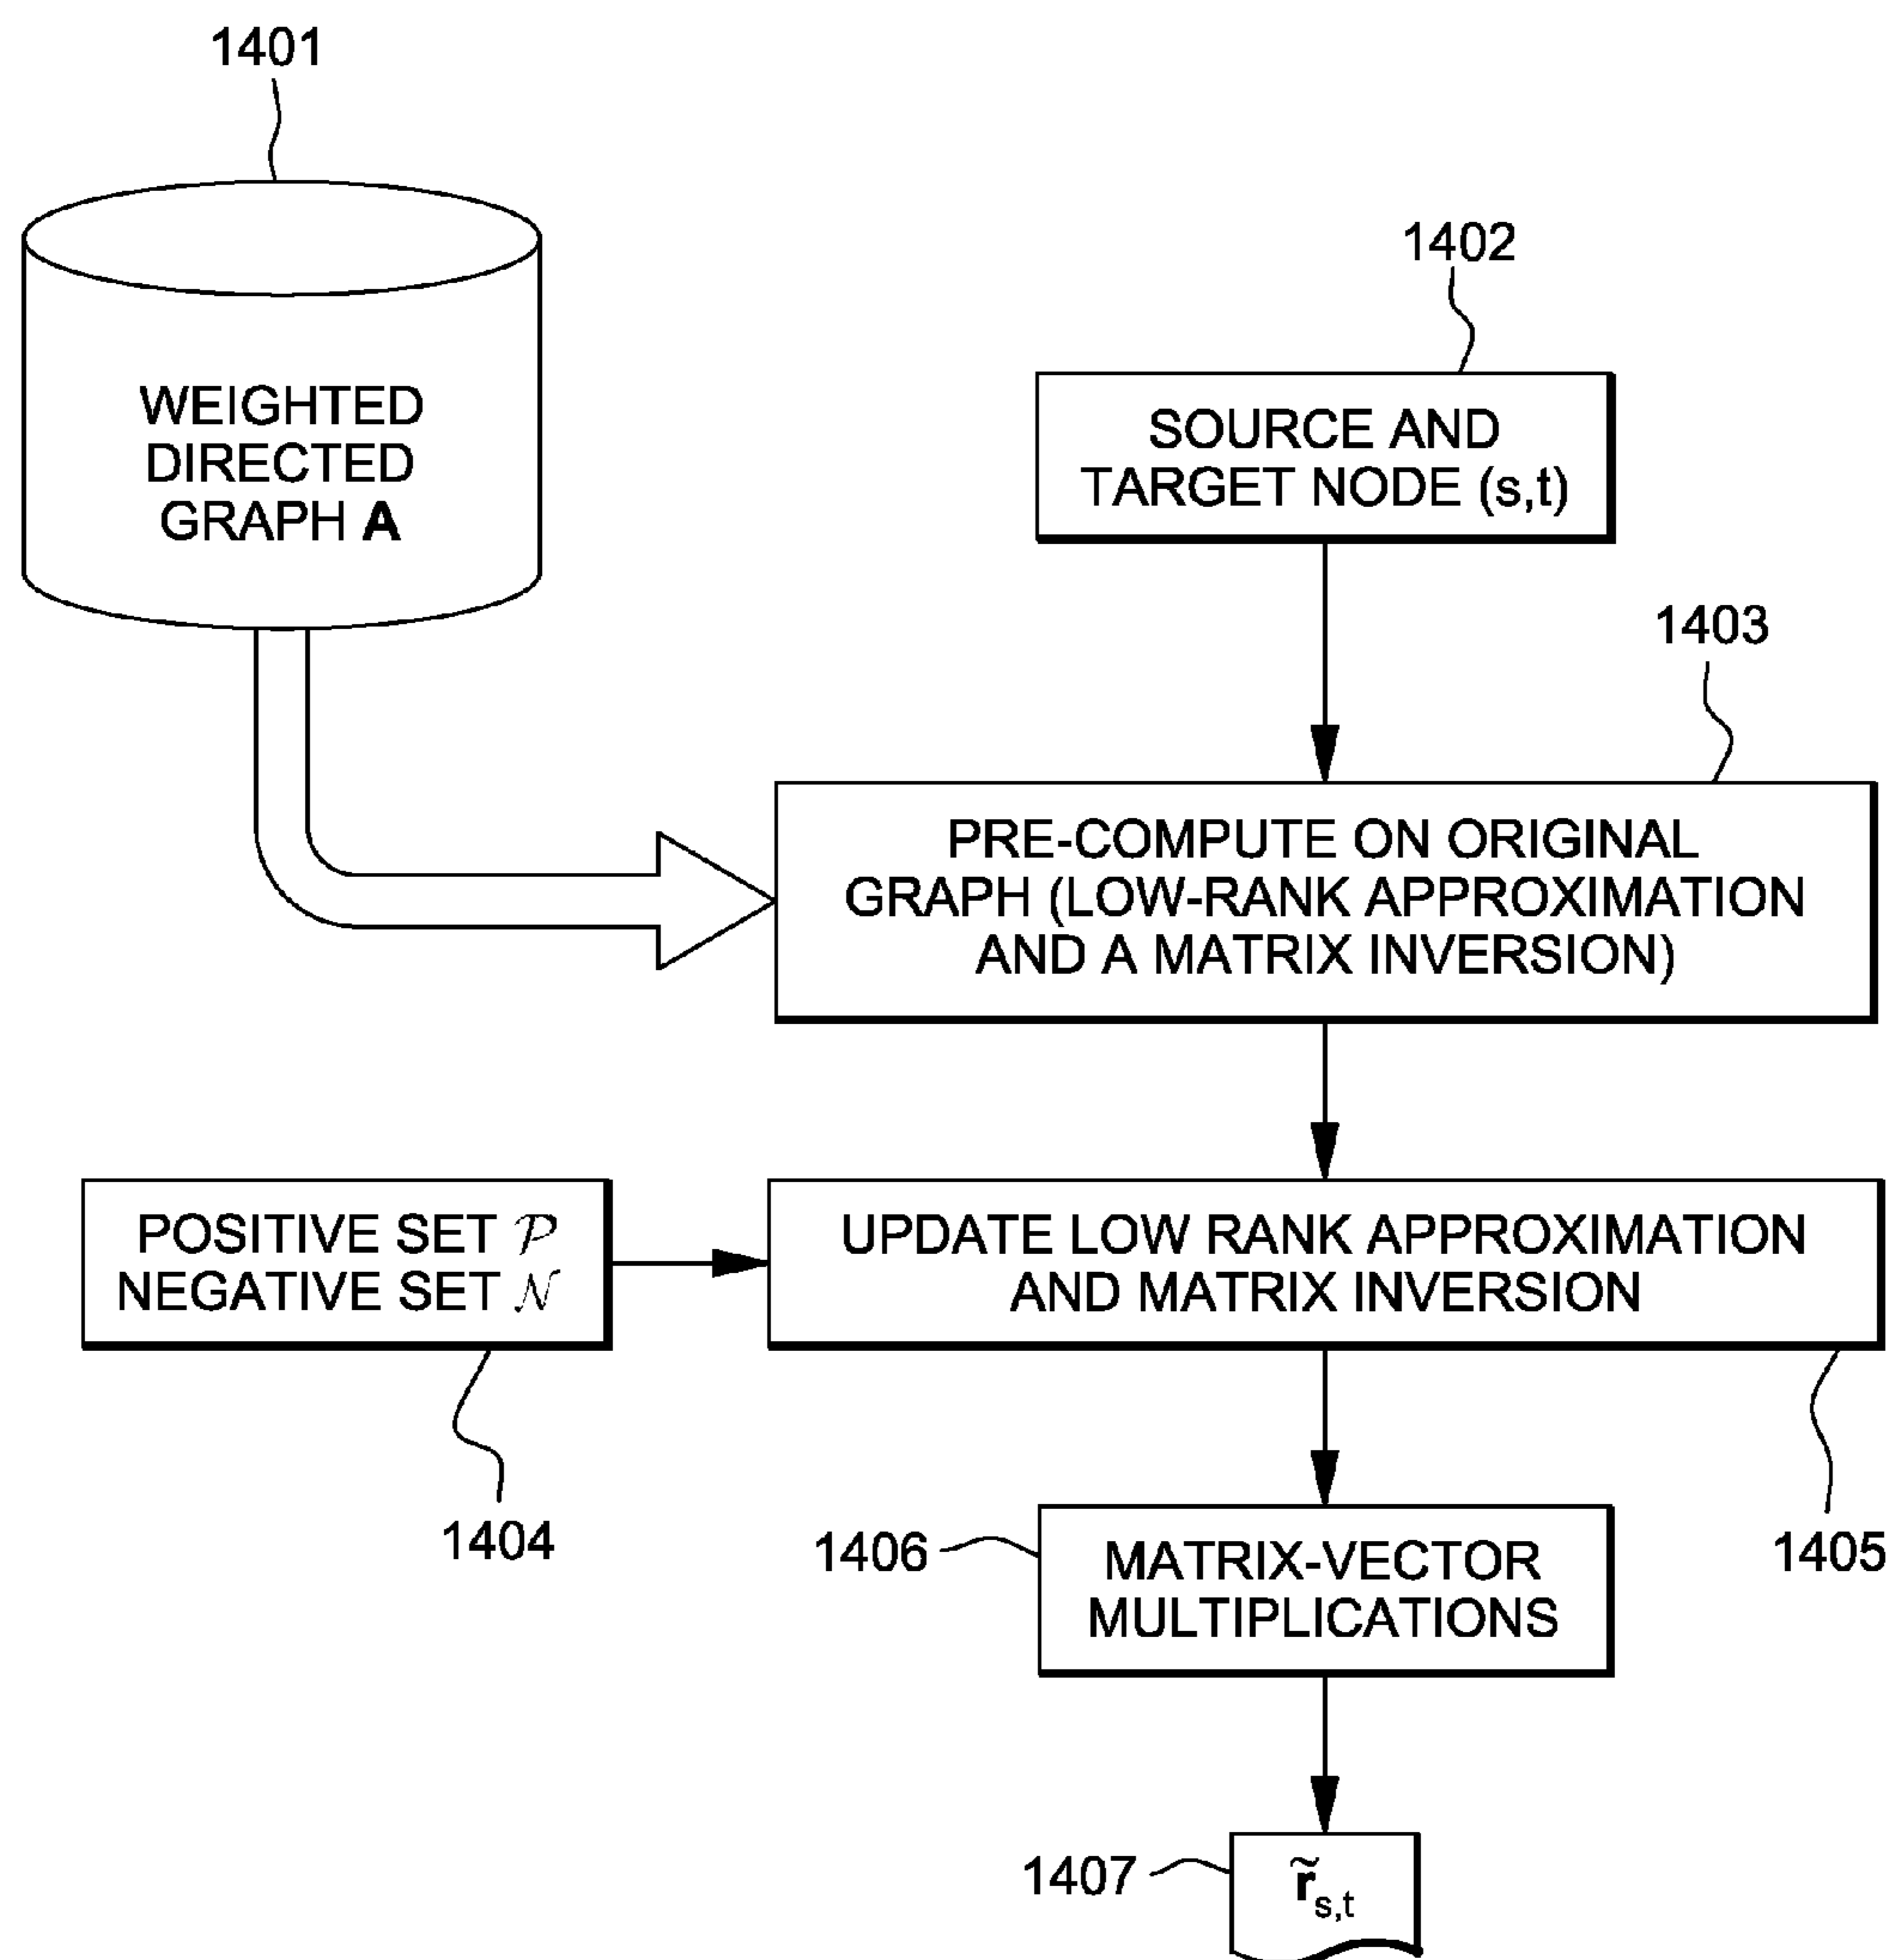 1401
WEIGHTED
DIRECTED
GRAPH A
1402
SOURCE AND
TARGET NODE (s,t)
1403
PRE-COMPUTE ON ORIGINAL
GRAPH (LOW-RANK APPROXIMATION
AND A MATRIX INVERSION)
POSITIVE SET 𝒫
NEGATIVE SET 𝒩
1404
UPDATE LOW RANK APPROXIMATION
AND MATRIX INVERSION
1405
1406
MATRIX-VECTOR
MULTIPLICATIONS
1407
r̃s,t